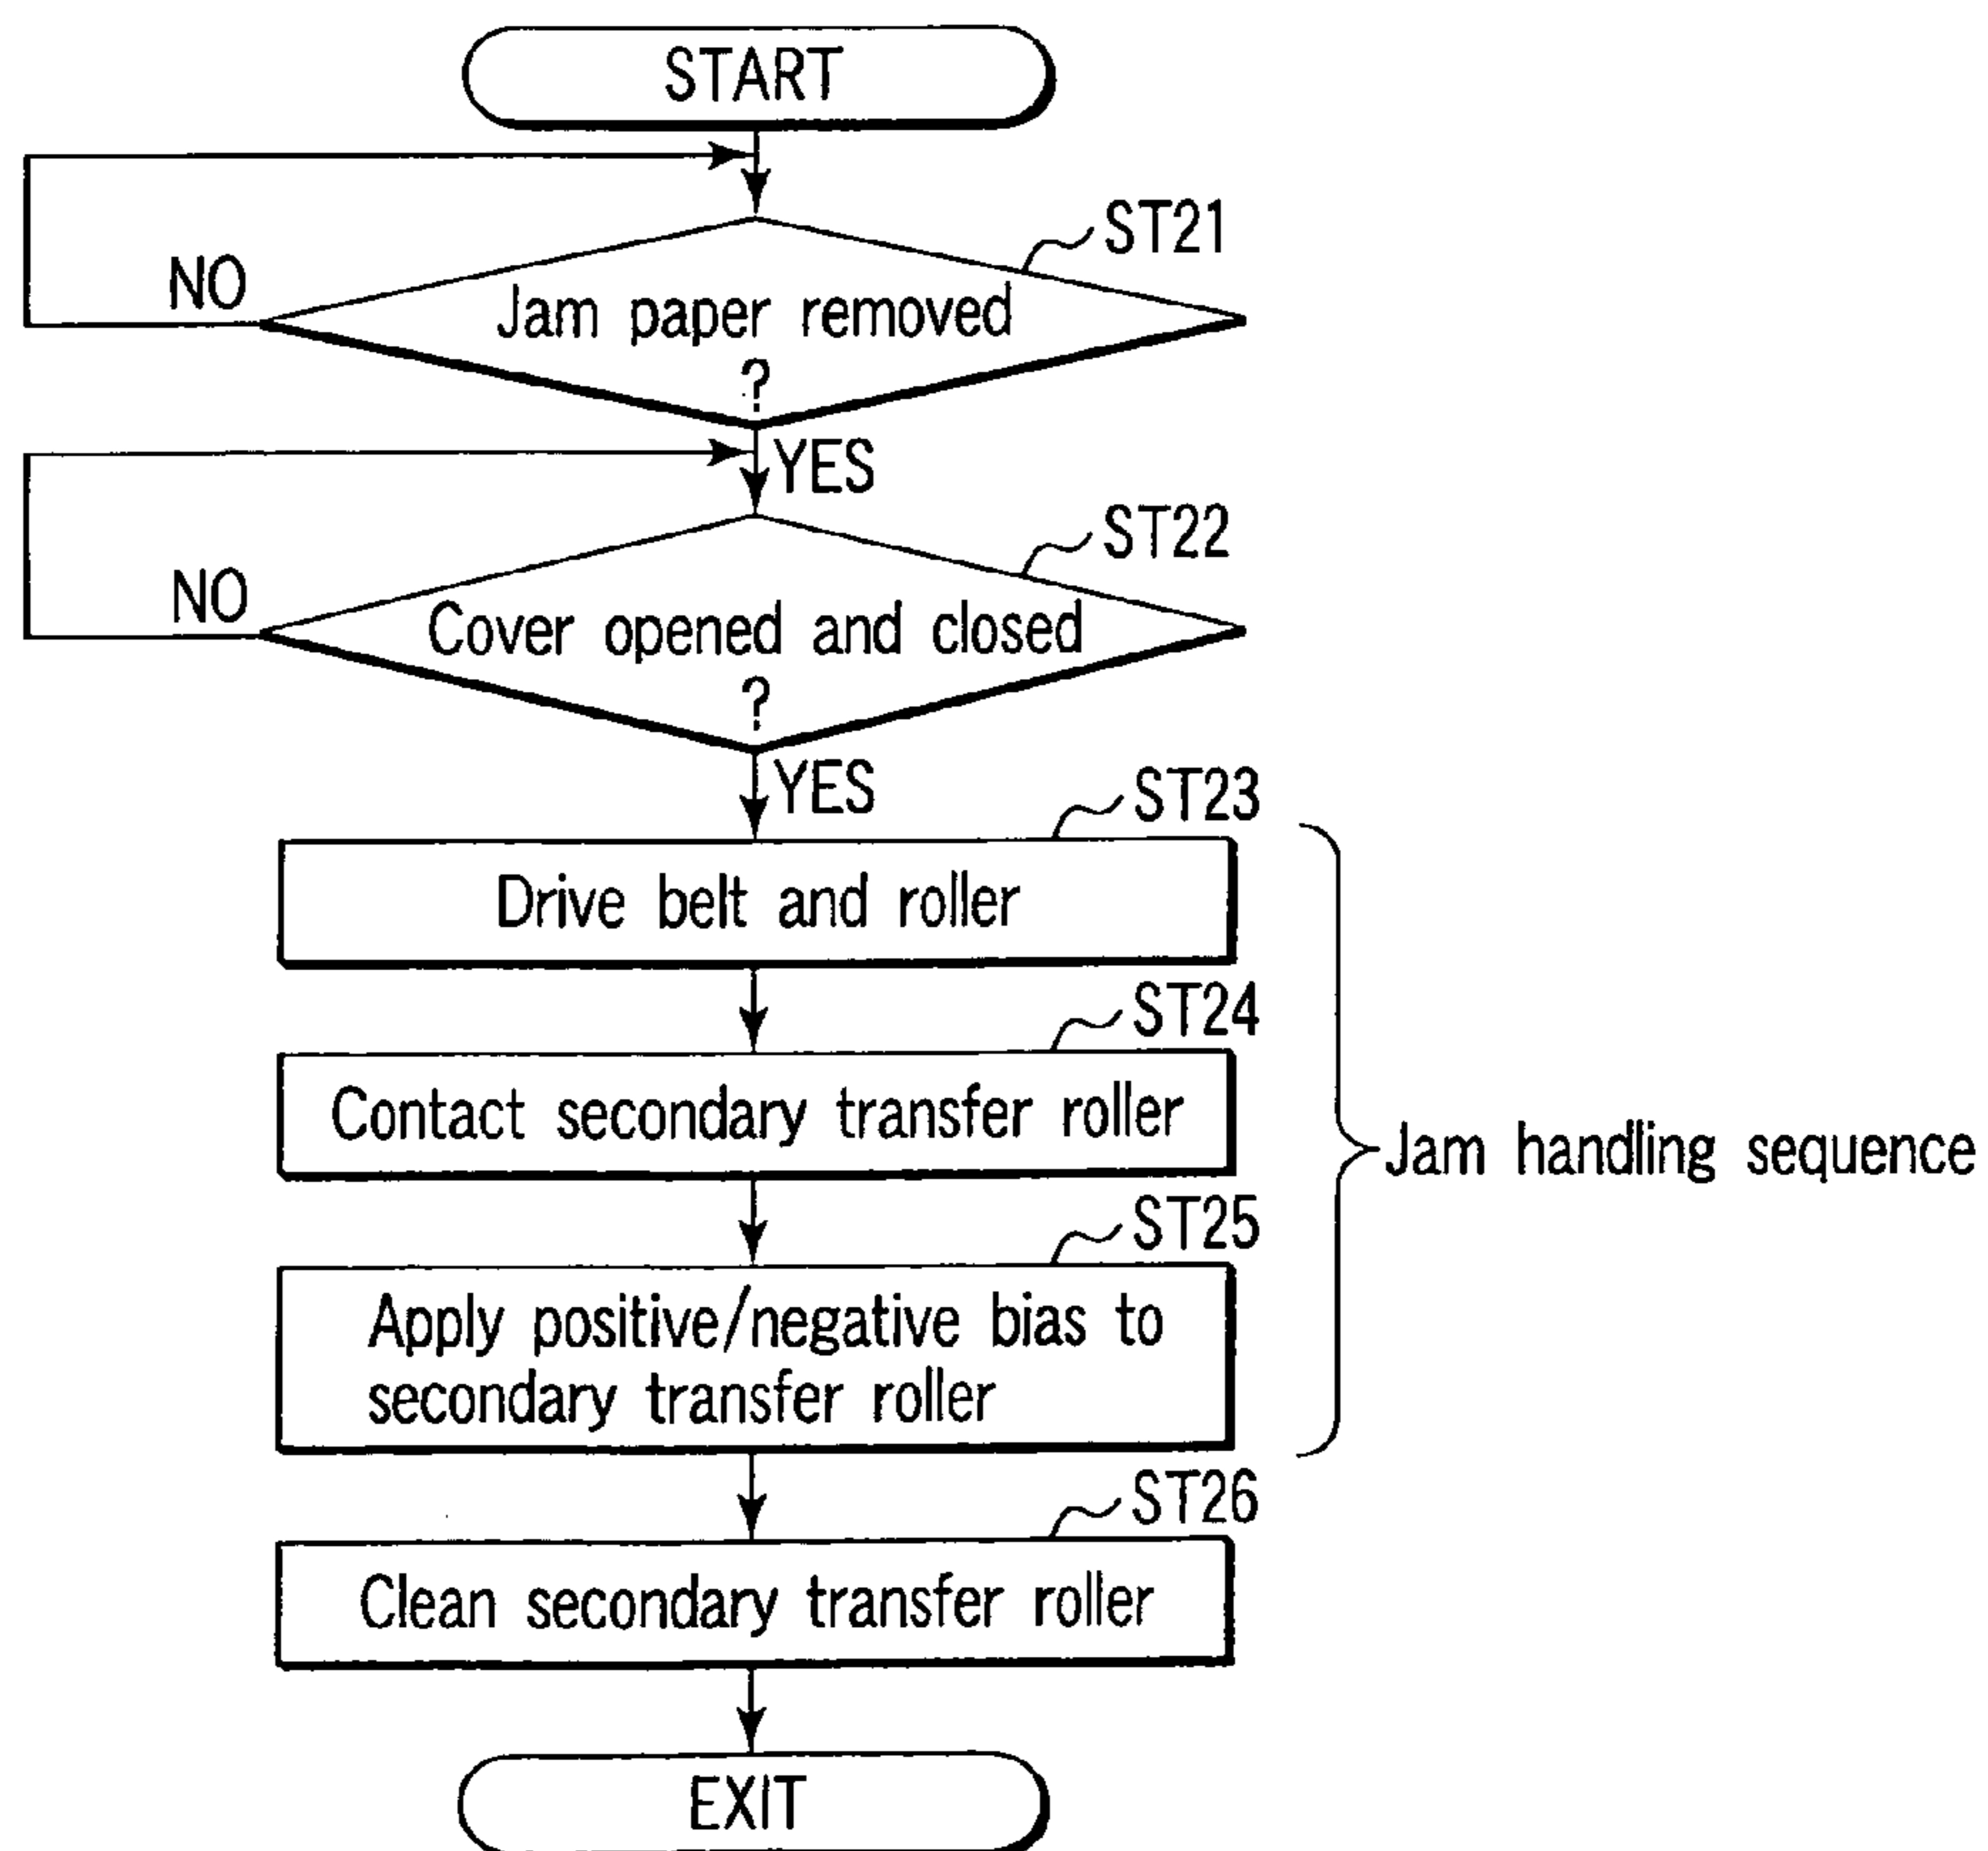 START
ST21
NO
Jam paper removed
?
YES
ST22
NO
Cover opened and closed
?
YES
ST23
Drive belt and roller
ST24
Contact secondary transfer roller
Jam handling sequence
ST25
Apply positive/negative bias to
secondary transfer roller
ST26
Clean secondary transfer roller
EXIT